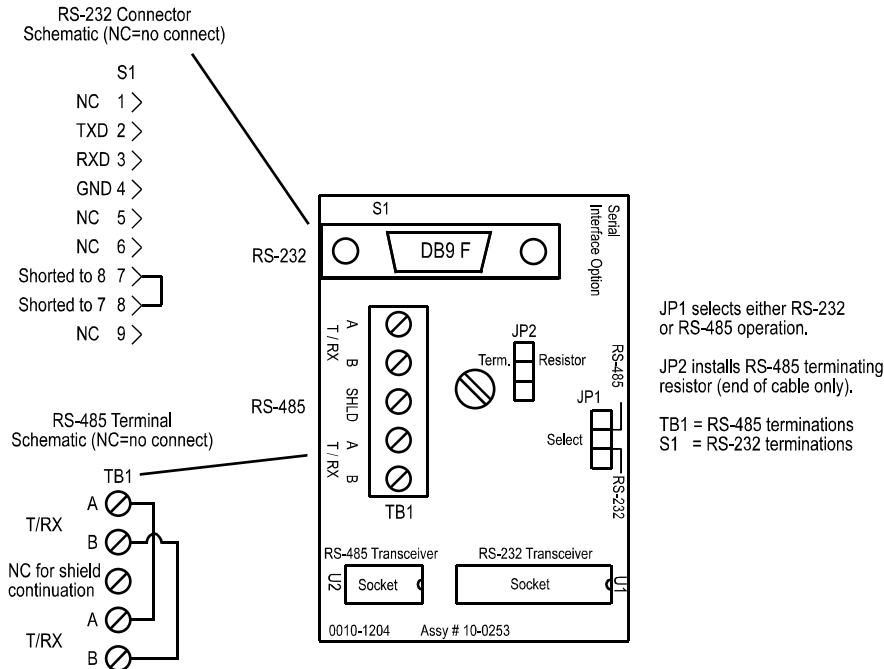 RS-232 Connector
Schematic (NC=no connect)
S1
NC 1
TXD 2
RXD 3
GND 4
NC 5
NC 6
Shorted to 8 7
Shorted to 7 8
NC 9
RS-485 Terminal
Schematic (NC=no connect)
TB1
A
T/RX
B
NC for shield
continuation
A
T/RX
B
S1
Serial
Interface Option
RS-232
DB9 F
RS-485
A
T / RX
B
SHLD
A
T / RX
B
TB1
JP2
Term. Resistor
RS-485
JP1
Select
RS-232
RS-485 Transceiver
U2
Socket
RS-232 Transceiver
Socket
U1
0010-1204 Assy # 10-0253
JP1 selects either RS-232
or RS-485 operation.
JP2 installs RS-485 terminating
resistor (end of cable only).
TB1 = RS-485 terminations
S1 = RS-232 terminations